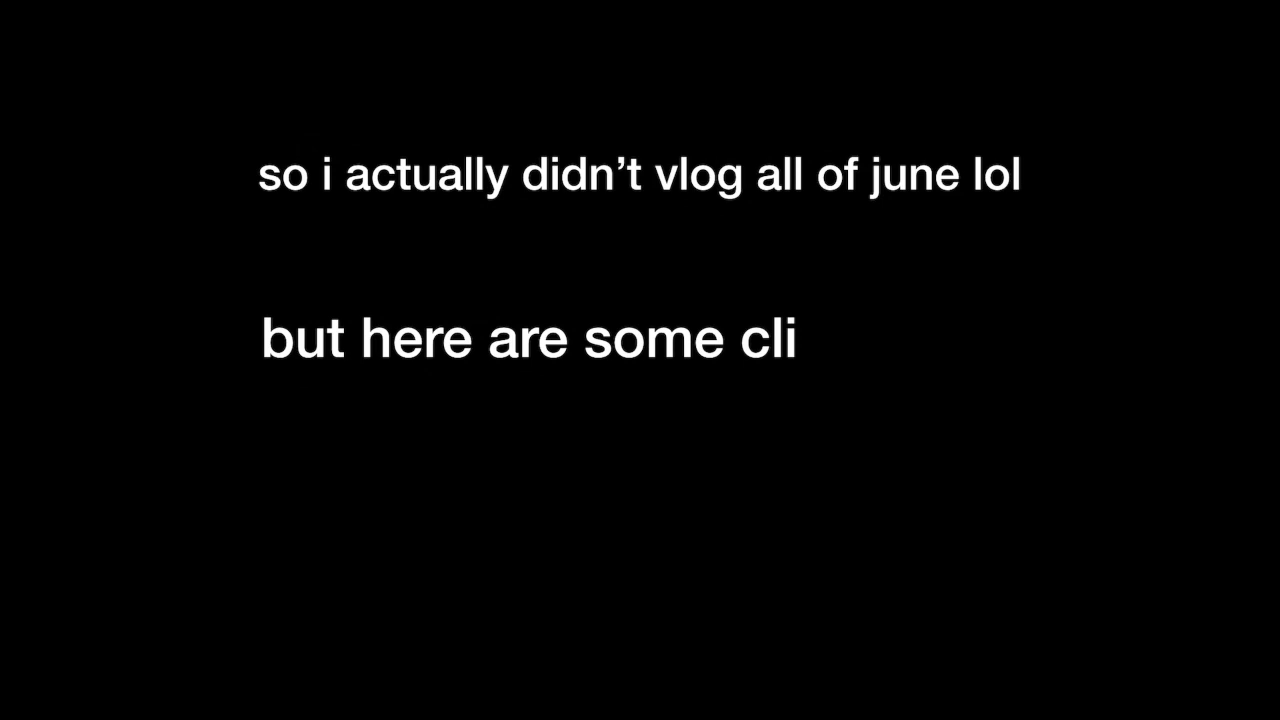 so i actually didn’t vlog all of june lol
but here are some cli